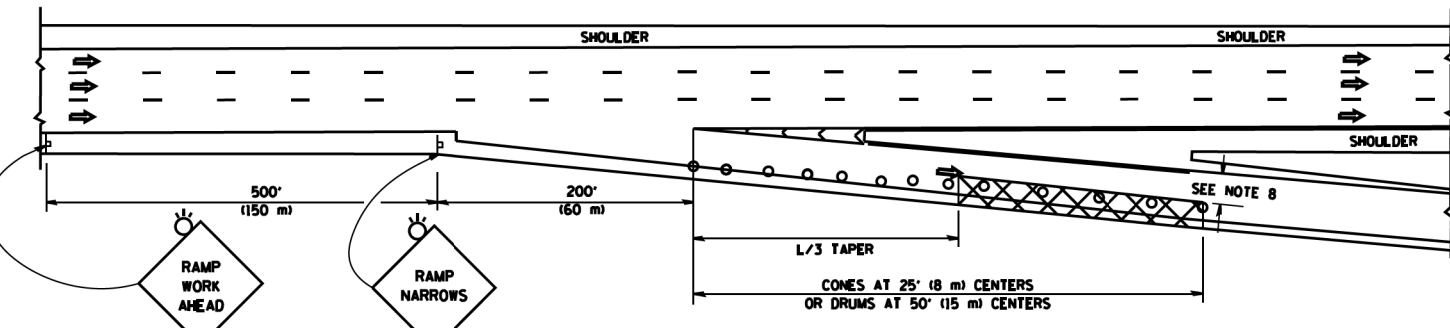 SHOULDER
SHOULDER
SHOULDER
500'
(150 m)
200'
(60 m)
SEE NOTE 8
L/3 TAPER
RAMP
WORK
AHEAD
RAMP
NARROWS
CONES AT 25' (8 m) CENTERS
OR DRUMS AT 50' (15 m) CENTERS